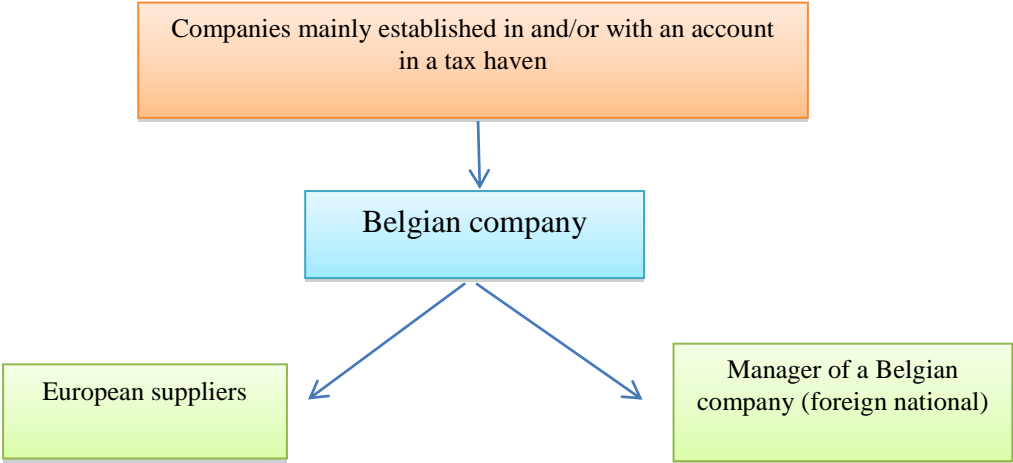 Companies mainly established in and/or with an account
in a tax haven
Belgian company
European suppliers
Manager of a Belgian
company (foreign national)